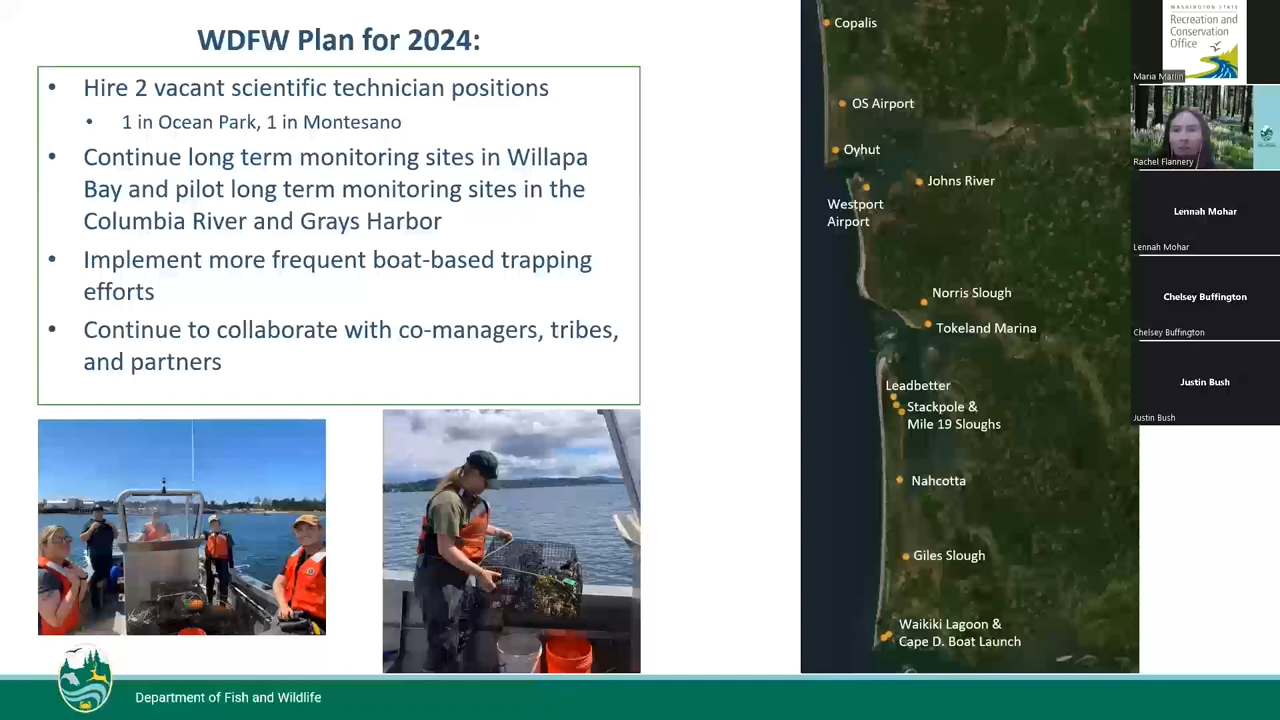 WDFW Plan for 2024:
• Hire 2 vacant scientific technician positions
• 1 in Ocean Park, 1 in Montesano
• Continue long term monitoring sites in Willapa
Bay and pilot long term monitoring sites in the
Columbia River and Grays Harbor
• Implement more frequent boat-based trapping
efforts
• Continue to collaborate with co-managers, tribes,
and partners
Department of Fish and Wildlife
Copalis
OS Airport
Oyhut
Johns River
Westport
Airport
Norris Slough
Tokeland Marina
Leadbetter
Stackpole &
Mile 19 Sloughs
Nahcotta
Giles Slough
Waikiki Lagoon &
Cape D. Boat Launch
WASHINGTON STATE
Recreation and
Conservation
Office
Maria Marlin
Rachel Flannery
Lennah Mohar
Lennah Mohar
Chelsey Buffington
Chelsey Buffington
Justin Bush
Justin Bush